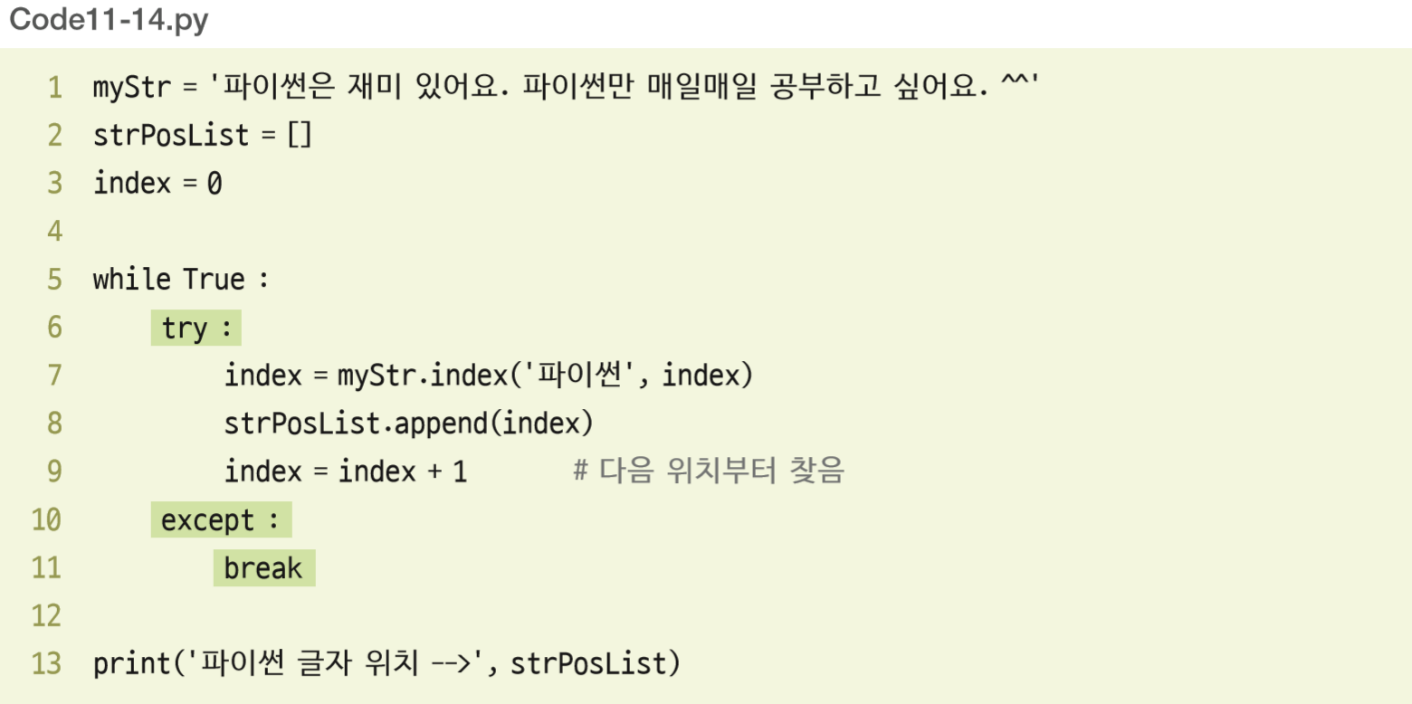 Code11-14.py
1 myStr = '파이썬은 재미 있어요. 파이썬만 매일매일 공부하고 싶어요. ^^'
2 strPosList = []
3 index = 0
4
5 while True :
6     try :
7         index = myStr.index('파이썬', index)
8         strPosList.append(index)
9         index = index + 1     # 다음 위치부터 찾음
10     except :
11         break
12
13 print('파이썬 글자 위치 -->', strPosList)